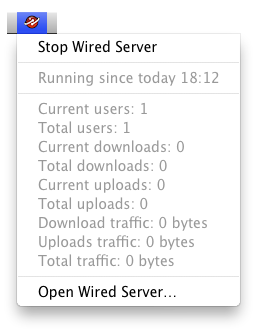 Stop Wired Server
Running since today 18:12
Current users: 1
Total users: 1
Current downloads: 0
Total downloads: 0
Current uploads: 0
Total uploads: 0
Download traffic: 0 bytes
Uploads traffic: 0 bytes
Total traffic: 0 bytes
Open Wired Server…